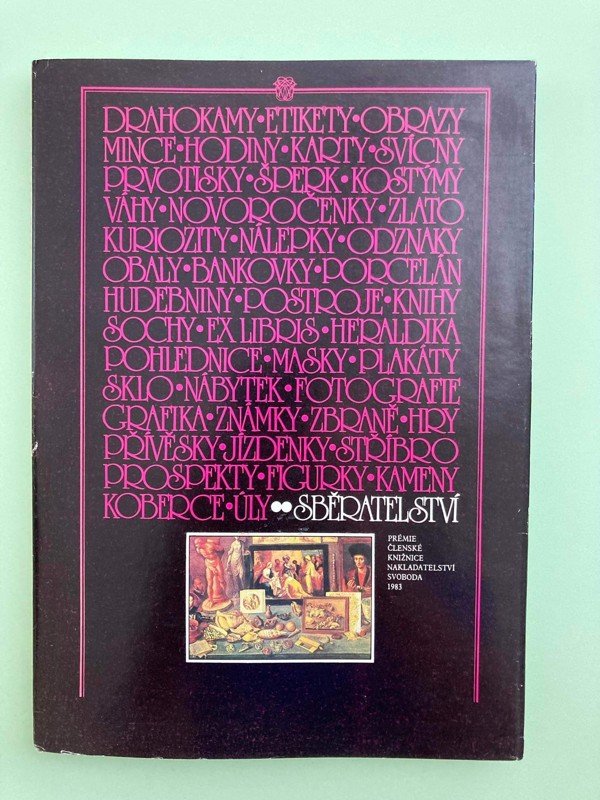 DRAHOKAMY•ETIKETY•OBRAZY
MINCE•HODINY•KARTY•SVÍCNY
PRVOTISKY•ŠPERK•KOSTÝMY
VÁHY•NOVOROČENKY•ZLATO
KURIOZITY•NÁLEPKY•ODZNAKY
OBALY•BANKOVKY•PORCELÁN
HUDEBNINY•POSTROJE•KNIHY
SOCHY•EX LIBRIS•HERALDIKA
POHLEDNICE•MASKY•PLAKÁTY
SKLO•NÁBYTEK•FOTOGRAFIE
GRAFIKA•ZNÁMKY•ZBRANĚ•HRY
PŘÍVĚSKY•JÍZDENKY•STŘÍBRO
PROSPEKTY•FIGURKY•KAMENY
KOBERCE•ÚLY••SBĚRATELSTVÍ
PRÉMIE
ČLENSKÉ
KNIŽNICE
NAKLADATELSTVÍ
SVOBODA
1983